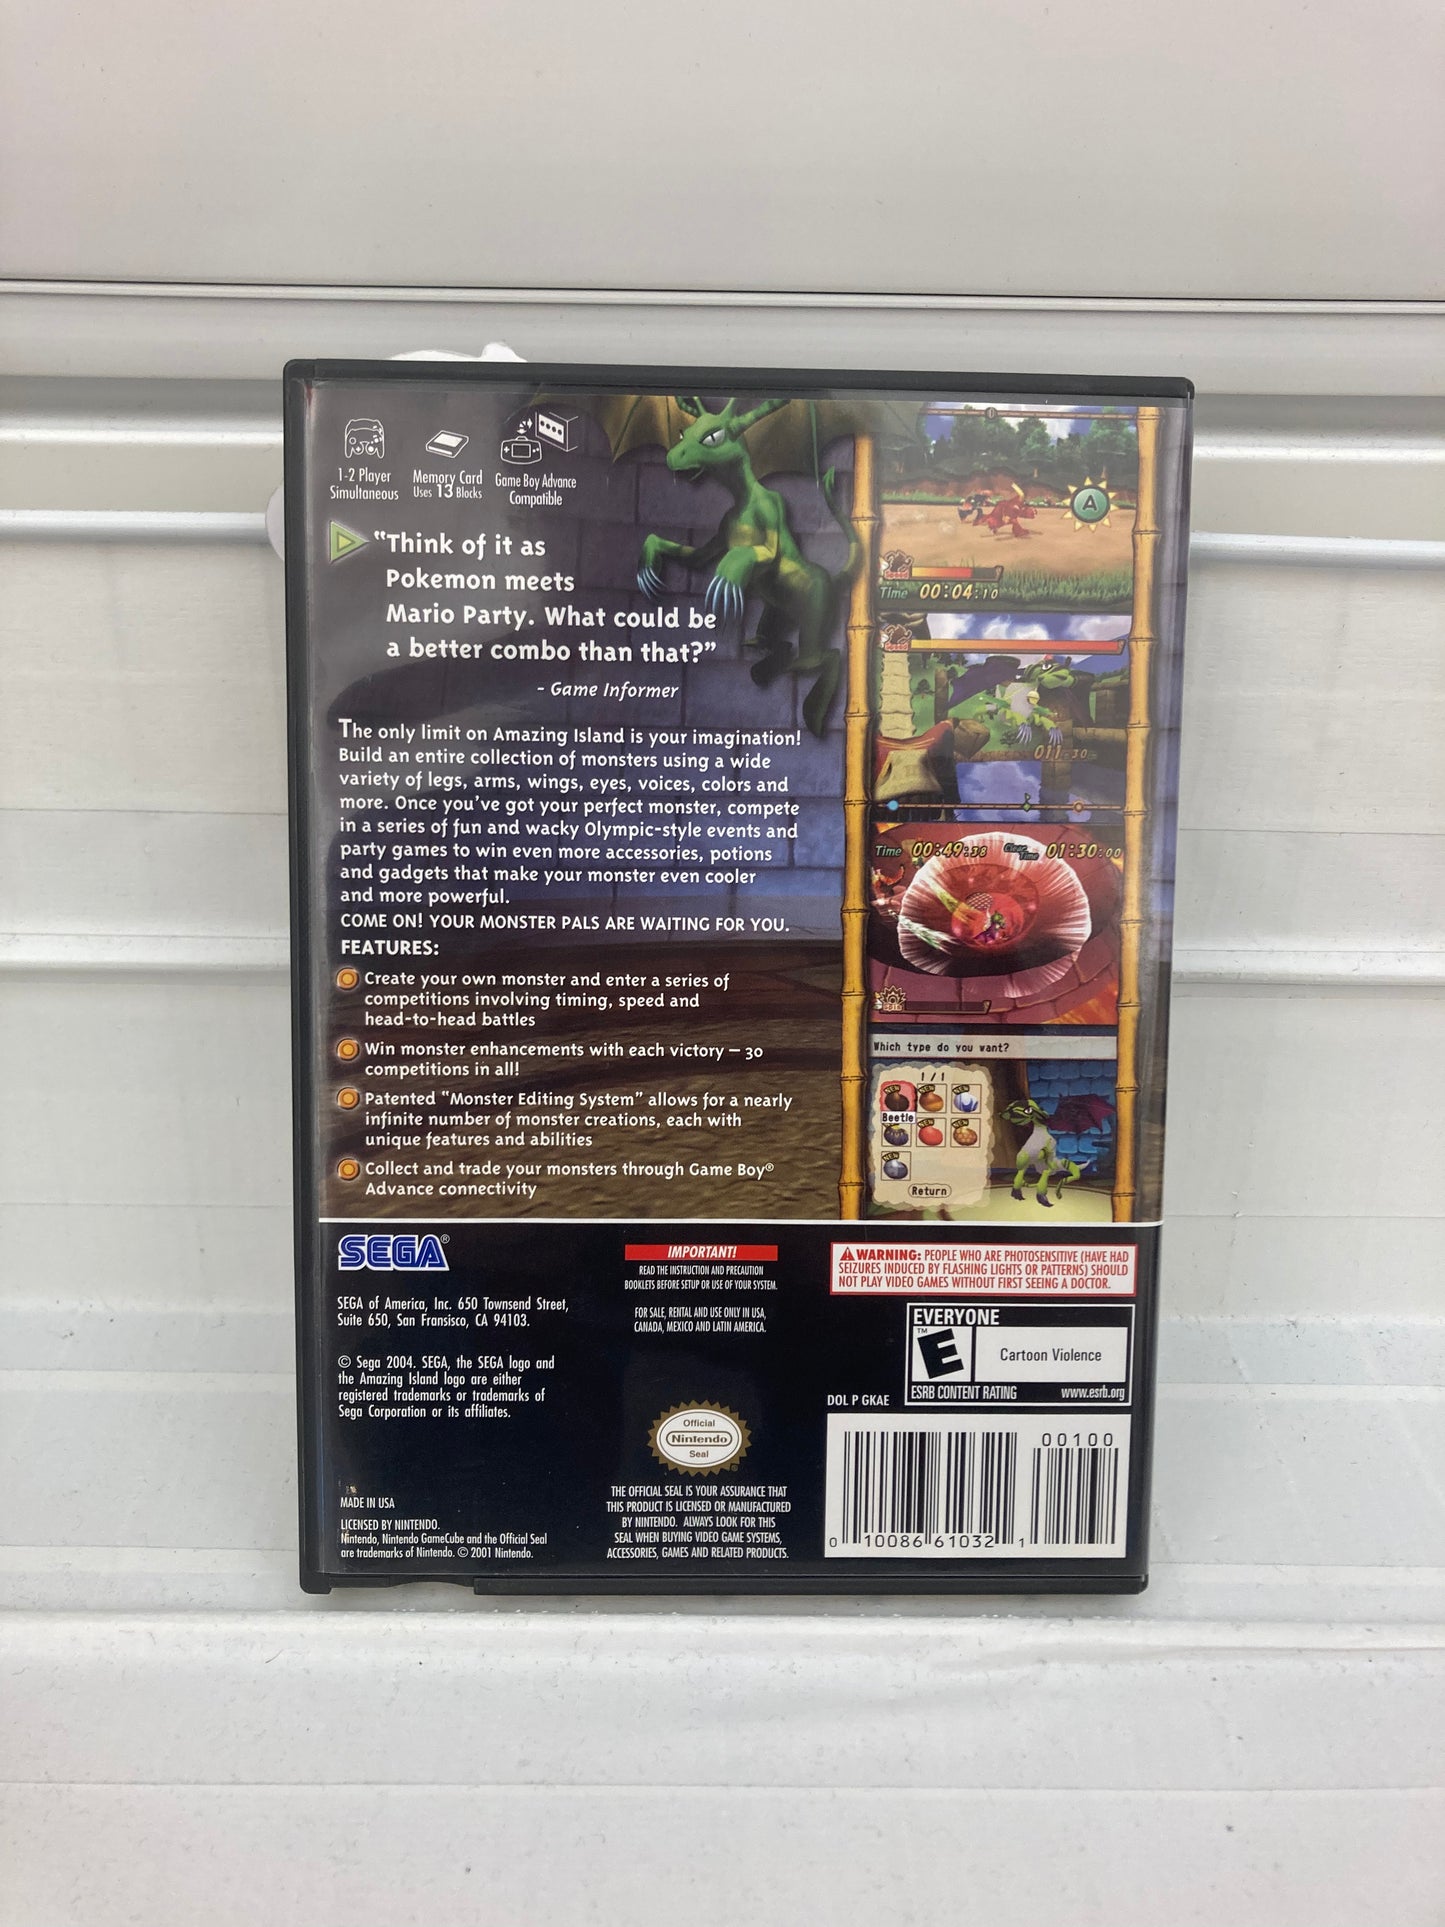 1-2 Player
Simultaneous
Memory Card
Uses 13 Blocks
Game Boy Advance
Compatible
"Think of it as
Pokemon meets
Mario Party. What could be
a better combo than that?"
- Game Informer
The only limit on Amazing Island is your imagination!
Build an entire collection of monsters using a wide
variety of legs, arms, wings, eyes, voices, colors and
more. Once you've got your perfect monster, compete
in a series of fun and wacky Olympic-style events and
party games to win even more accessories, potions
and gadgets that make your monster even cooler
and more powerful.
COME ON! YOUR MONSTER PALS ARE WAITING FOR YOU.
FEATURES:
Create your own monster and enter a series of
competitions involving timing, speed and
head-to-head battles
Win monster enhancements with each victory – 30
competitions in all!
Patented "Monster Editing System" allows for a nearly
infinite number of monster creations, each with
unique features and abilities
Collect and trade your monsters through Game Boy®
Advance connectivity
A
Speed
Time 00:04:10
Speed
011.30
Time 00:49:38 Clear Time 01:30:00
Spin
Which type do you want?
1/1
NEW NEW NEW
Beetle
NEW NEW NEW
NEW
Return
SEGA®
SEGA of America, Inc. 650 Townsend Street,
Suite 650, San Fransisco, CA 94103.
© Sega 2004. SEGA, the SEGA logo and
the Amazing Island logo are either
registered trademarks or trademarks of
Sega Corporation or its affiliates.
MADE IN USA
LICENSED BY NINTENDO.
Nintendo, Nintendo GameCube and the Official Seal
are trademarks of Nintendo. © 2001 Nintendo.
IMPORTANT!
READ THE INSTRUCTION AND PRECAUTION
BOOKLETS BEFORE SETUP OR USE OF YOUR SYSTEM.
FOR SALE, RENTAL AND USE ONLY IN USA,
CANADA, MEXICO AND LATIN AMERICA.
Official
Nintendo
Seal
THE OFFICIAL SEAL IS YOUR ASSURANCE THAT
THIS PRODUCT IS LICENSED OR MANUFACTURED
BY NINTENDO. ALWAYS LOOK FOR THIS
SEAL WHEN BUYING VIDEO GAME SYSTEMS,
ACCESSORIES, GAMES AND RELATED PRODUCTS.
WARNING: PEOPLE WHO ARE PHOTOSENSITIVE (HAVE HAD
SEIZURES INDUCED BY FLASHING LIGHTS OR PATTERNS) SHOULD
NOT PLAY VIDEO GAMES WITHOUT FIRST SEEING A DOCTOR.
EVERYONE
E™
Cartoon Violence
ESRB CONTENT RATING www.esrb.org
DOL P GKAE
00100
0 10086 61032 1